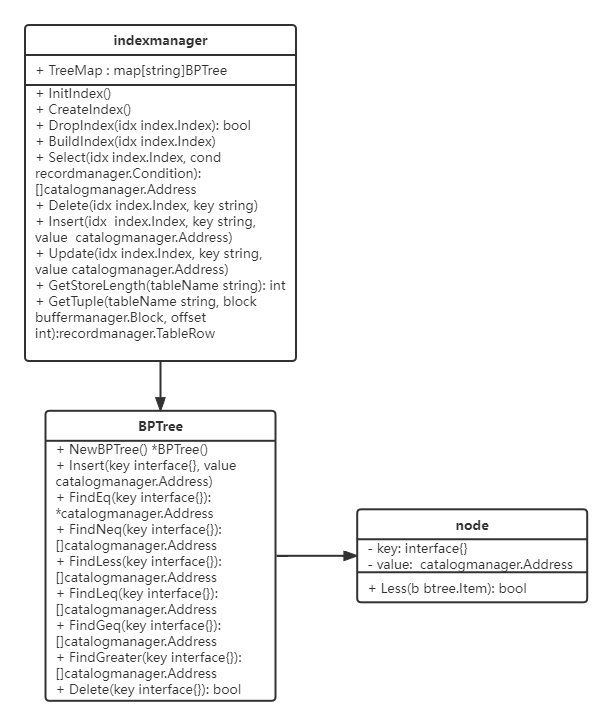 indexmanager
+ TreeMap : map[string]BPTree
+ InitIndex()
+ CreateIndex()
+ DropIndex(idx index.Index): bool
+ BuildIndex(idx index.Index)
+ Select(idx index.Index, cond
recordmanager.Condition):
[]catalogmanager.Address
+ Delete(idx index.Index, key string)
+ Insert(idx  index.Index, key string,
value  catalogmanager.Address)
+ Update(idx index.Index, key string,
value catalogmanager.Address)
+ GetStoreLength(tableName string): int
+ GetTuple(tableName string, block
buffermanager.Block, offset
int):recordmanager.TableRow
BPTree
+ NewBPTree() *BPTree()
+ Insert(key interface{}, value
catalogmanager.Address)
+ FindEq(key interface{}):
*catalogmanager.Address
+ FindNeq(key interface{}):
[]catalogmanager.Address
+ FindLess(key interface{}):
[]catalogmanager.Address
+ FindLeq(key interface{}):
[]catalogmanager.Address
+ FindGeq(key interface{}):
[]catalogmanager.Address
+ FindGreater(key interface{}):
[]catalogmanager.Address
+ Delete(key interface{}): bool
node
- key: interface{}
- value:  catalogmanager.Address
+ Less(b btree.Item): bool